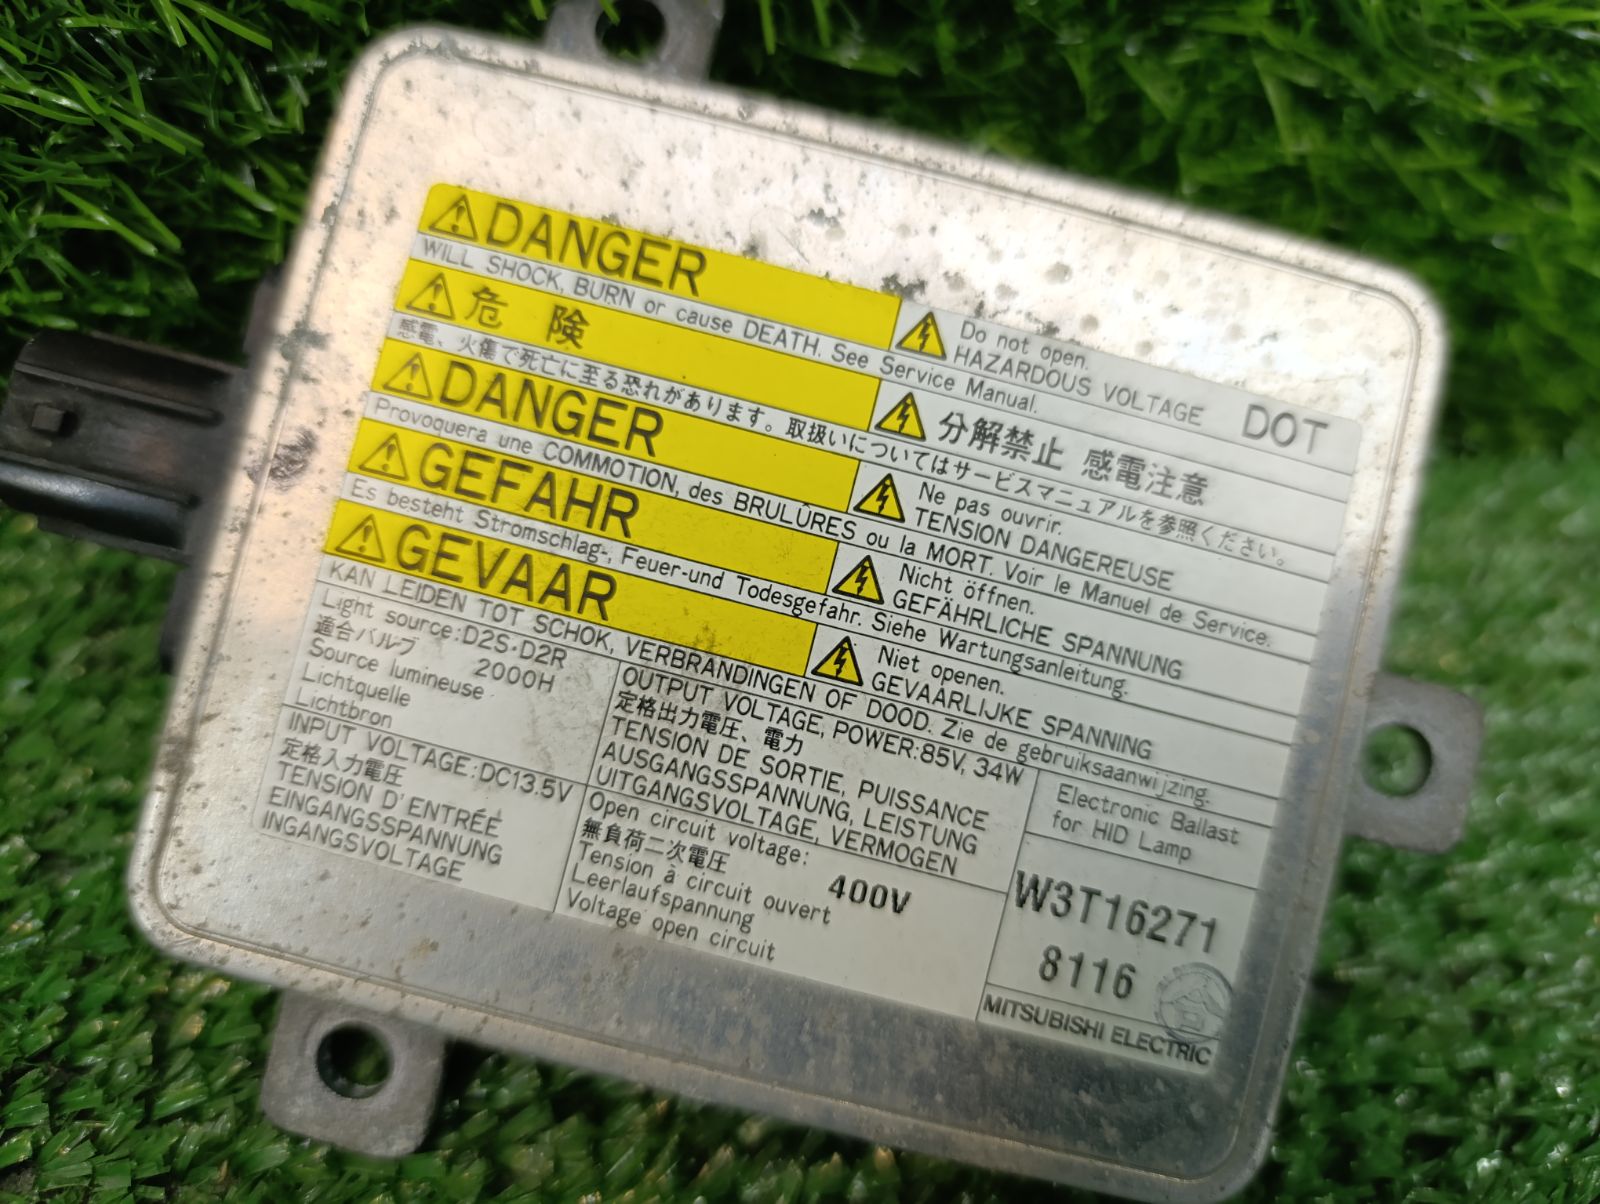 DANGER
WILL SHOCK, BURN or cause DEATH. See Service Manual.
Do not open.
HAZARDOUS VOLTAGE
DOT
危 険
感電、火傷で死亡に至る恐れがあります。取扱いについてはサービスマニュアルを参照ください。
分解禁止 感電注意
DANGER
Provoquera une COMMOTION, des BRULÛRES ou la MORT. Voir le Manuel de Service.
Ne pas ouvrir.
TENSION DANGEREUSE
GEFAHR
Es besteht Stromschlag-, Feuer-und Todesgefahr. Siehe Wartungsanleitung.
Nicht öffnen.
GEFÄHRLICHE SPANNUNG
GEVAAR
KAN LEIDEN TOT SCHOK, VERBRANDINGEN OF DOOD. Zie de gebruiksaanwijzing.
Niet openen.
GEVAARLIJKE SPANNING
Light source:D2S·D2R
適合バルブ 2000H
Source lumineuse
Lichtquelle
Lichtbron
OUTPUT VOLTAGE, POWER:85V, 34W
定格出力電圧、電力
TENSION DE SORTIE, PUISSANCE
AUSGANGSSPANNUNG, LEISTUNG
UITGANGSVOLTAGE, VERMOGEN
INPUT VOLTAGE:DC13.5V
定格入力電圧
TENSION D'ENTRÉE
EINGANGSSPANNUNG
INGANGSVOLTAGE
Open circuit voltage:
無負荷二次電圧 400V
Tension à circuit ouvert
Leerlaufspannung
Voltage open circuit
Electronic Ballast
for HID Lamp
W3T16271
8116
MITSUBISHI ELECTRIC